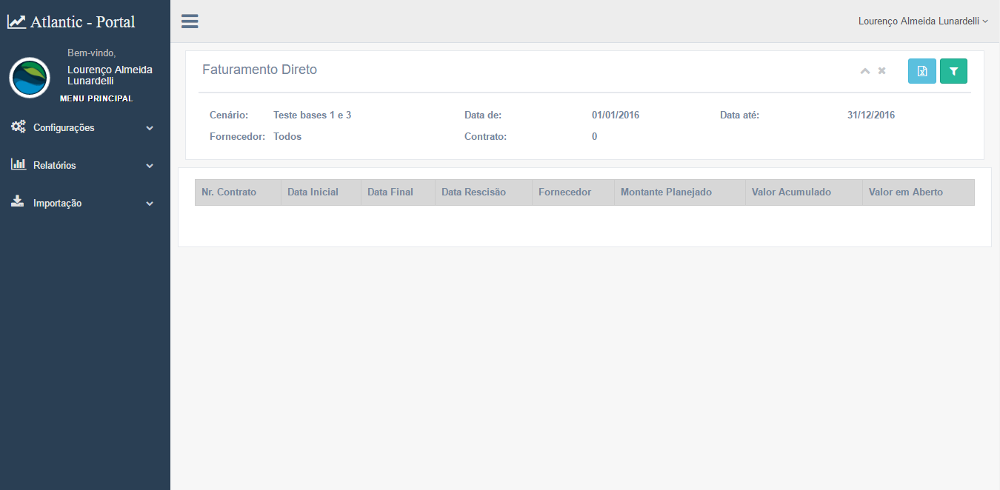 Atlantic - Portal
Lourenço Almeida Lunardelli
Bem-vindo,
Lourenço Almeida
Lunardelli
MENU PRINCIPAL
Configurações
Relatórios
Importação
Faturamento Direto
Cenário: Teste bases 1 e 3 Data de: 01/01/2016 Data até: 31/12/2016
Fornecedor: Todos Contrato: 0
Nr. Contrato Data Inicial Data Final Data Rescisão Fornecedor Montante Planejado Valor Acumulado Valor em Aberto